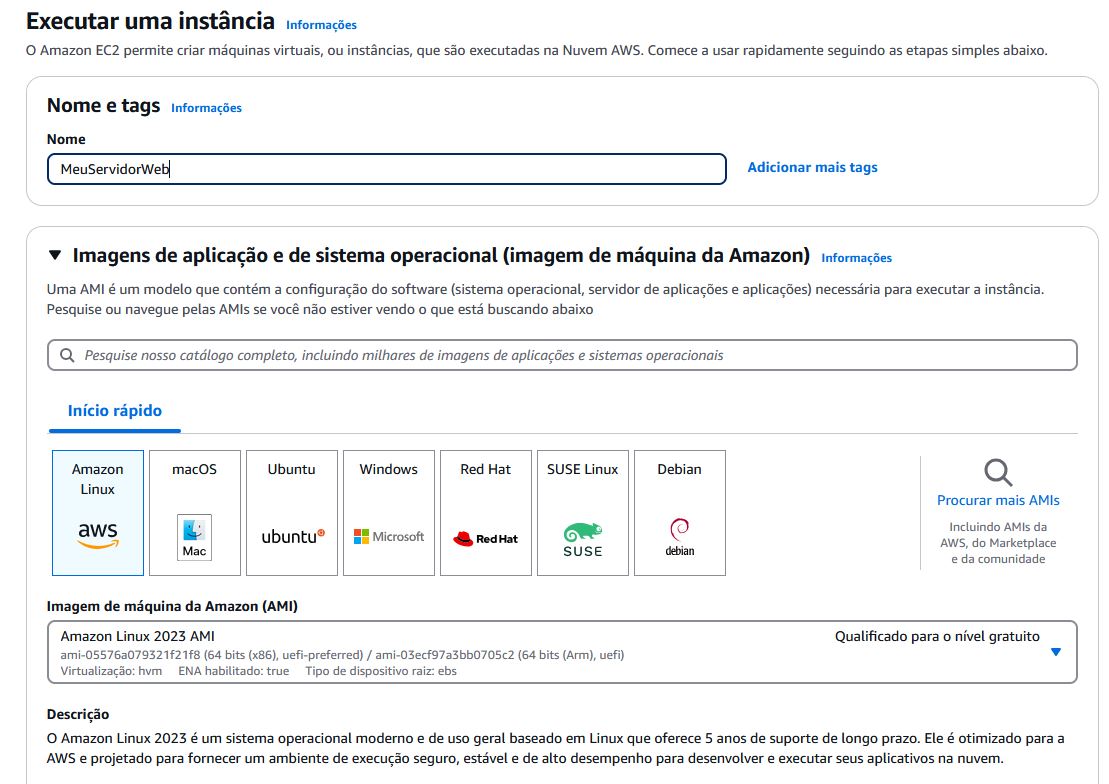 Executar uma instância Informações
O Amazon EC2 permite criar máquinas virtuais, ou instâncias, que são executadas na Nuvem AWS. Comece a usar rapidamente seguindo as etapas simples abaixo.
Nome e tags Informações
Nome
MeuServidorWeb
Adicionar mais tags
Imagens de aplicação e de sistema operacional (imagem de máquina da Amazon) Informações
Uma AMI é um modelo que contém a configuração do software (sistema operacional, servidor de aplicações e aplicações) necessária para executar a instância.
Pesquise ou navegue pelas AMIs se você não estiver vendo o que está buscando abaixo
Pesquise nosso catálogo completo, incluindo milhares de imagens de aplicações e sistemas operacionais
Início rápido
Amazon
Linux
aws
macOS
Mac
Ubuntu
ubuntu
Windows
Microsoft
Red Hat
Red Hat
SUSE Linux
SUSE
Debian
debian
Procurar mais AMIs
Incluindo AMIs da
AWS, do Marketplace
e da comunidade
Imagem de máquina da Amazon (AMI)
Amazon Linux 2023 AMI
Qualificado para o nível gratuito
ami-05576a079321f21f8 (64 bits (x86), uefi-preferred) / ami-03ecf97a3bb0705c2 (64 bits (Arm), uefi)
Virtualização: hvm ENA habilitado: true Tipo de dispositivo raiz: ebs
Descrição
O Amazon Linux 2023 é um sistema operacional moderno e de uso geral baseado em Linux que oferece 5 anos de suporte de longo prazo. Ele é otimizado para a
AWS e projetado para fornecer um ambiente de execução seguro, estável e de alto desempenho para desenvolver e executar seus aplicativos na nuvem.